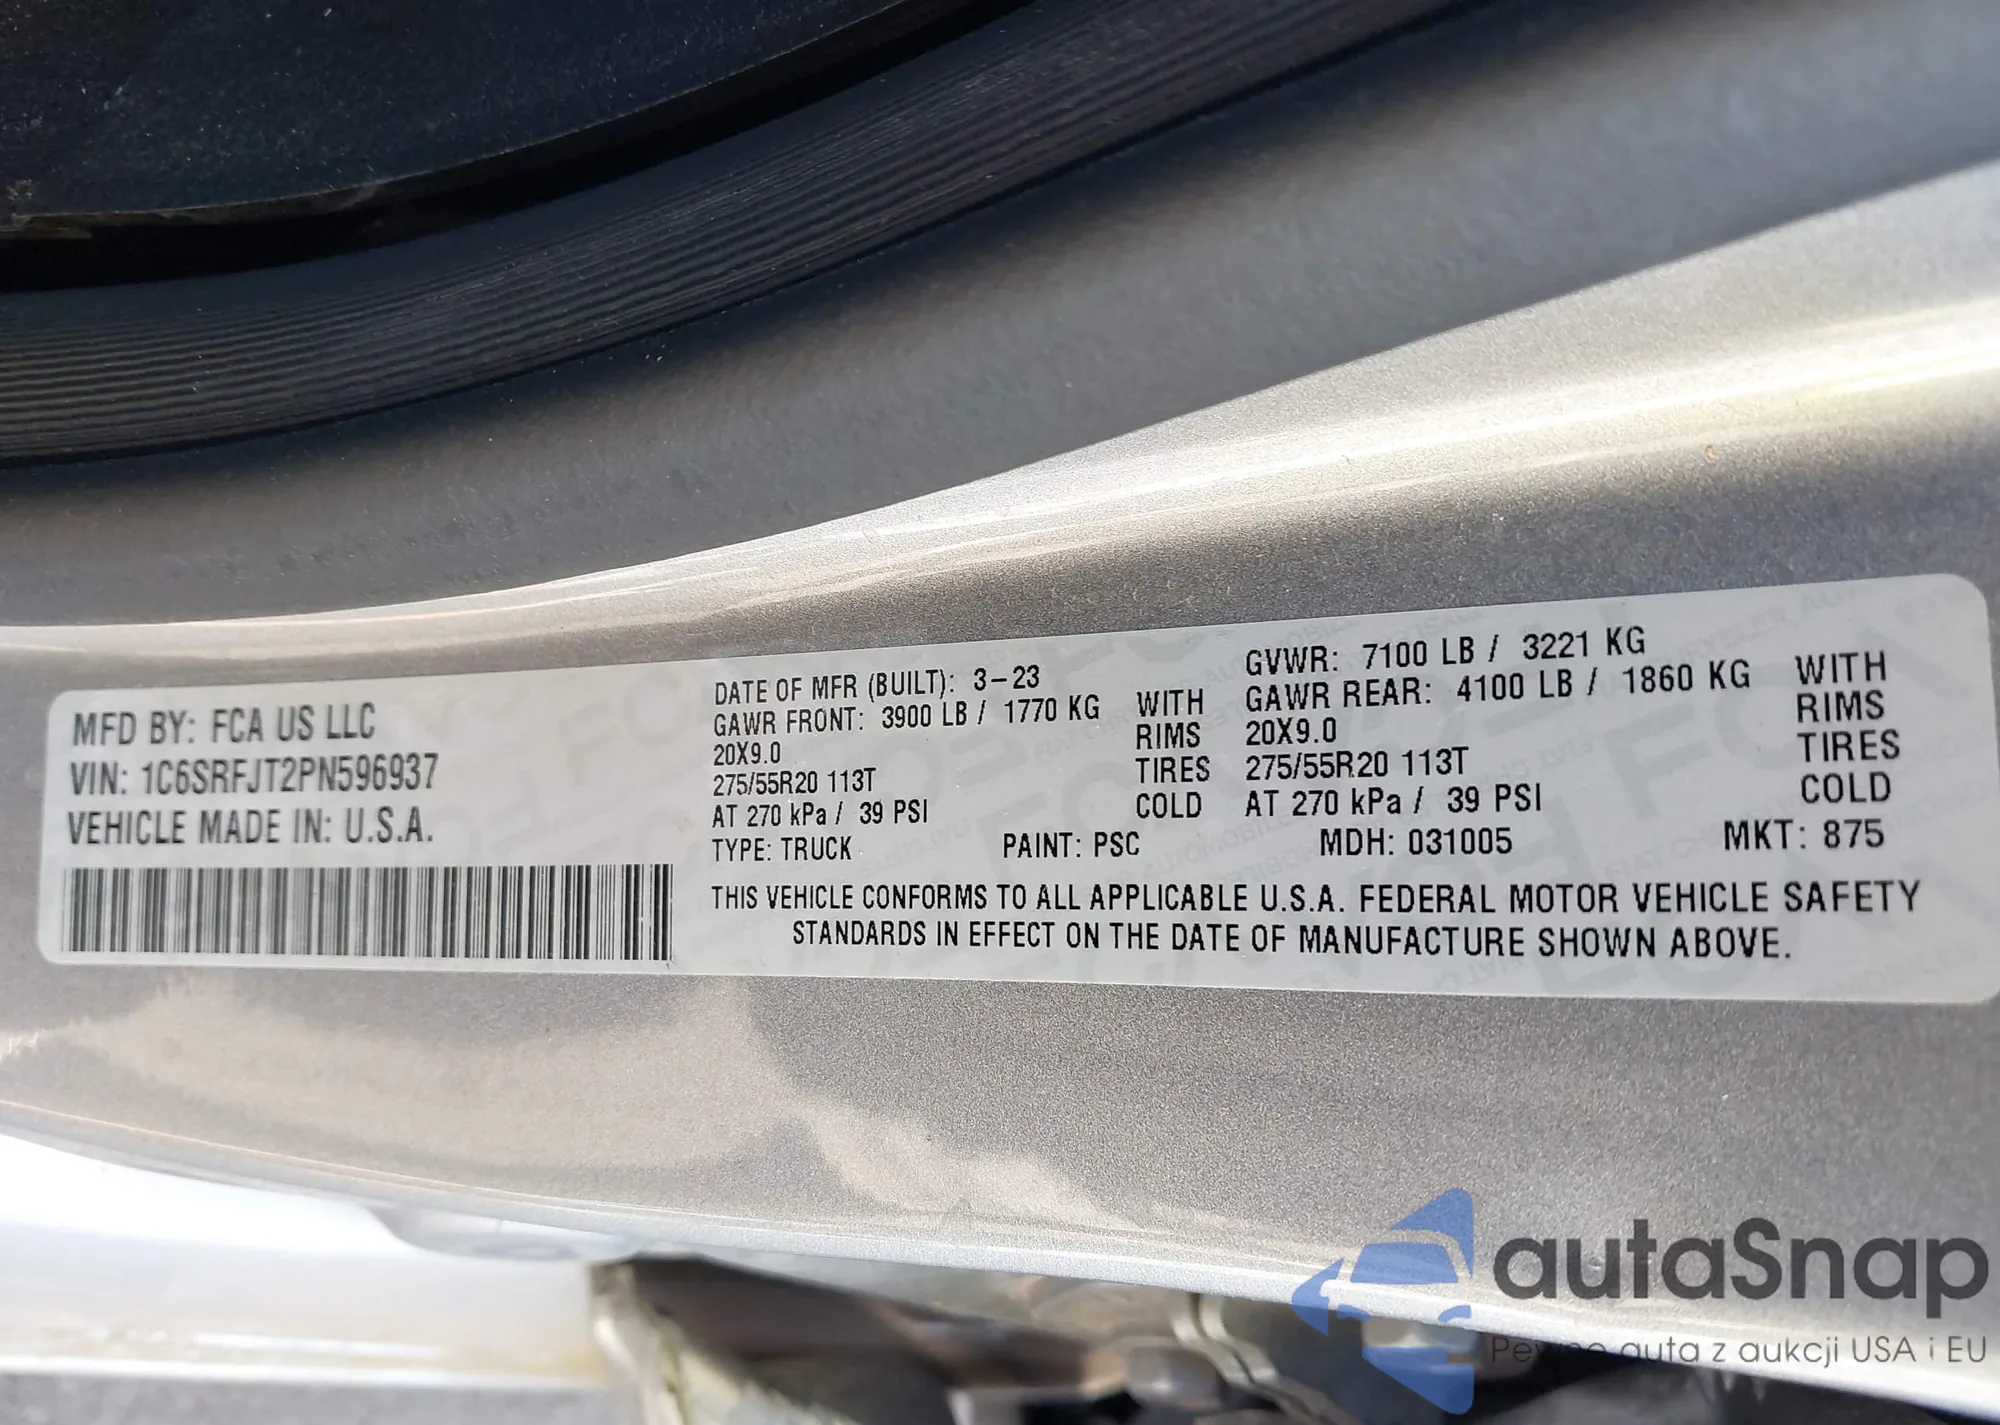 MFD BY: FCA US LLC
VIN: 1C6SRFJT2PN596937
VEHICLE MADE IN: U.S.A.
DATE OF MFR (BUILT): 3-23
GAWR FRONT: 3900 LB / 1770 KG WITH
20X9.0 RIMS
275/55R20 113T TIRES
AT 270 kPa / 39 PSI COLD
GVWR: 7100 LB / 3221 KG
GAWR REAR: 4100 LB / 1860 KG WITH
20X9.0 RIMS
275/55R20 113T TIRES
AT 270 kPa / 39 PSI COLD
TYPE: TRUCK PAINT: PSC MDH: 031005 MKT: 875
THIS VEHICLE CONFORMS TO ALL APPLICABLE U.S.A. FEDERAL MOTOR VEHICLE SAFETY
STANDARDS IN EFFECT ON THE DATE OF MANUFACTURE SHOWN ABOVE.
autaSnap
Pewne auta z aukcji USA i EU